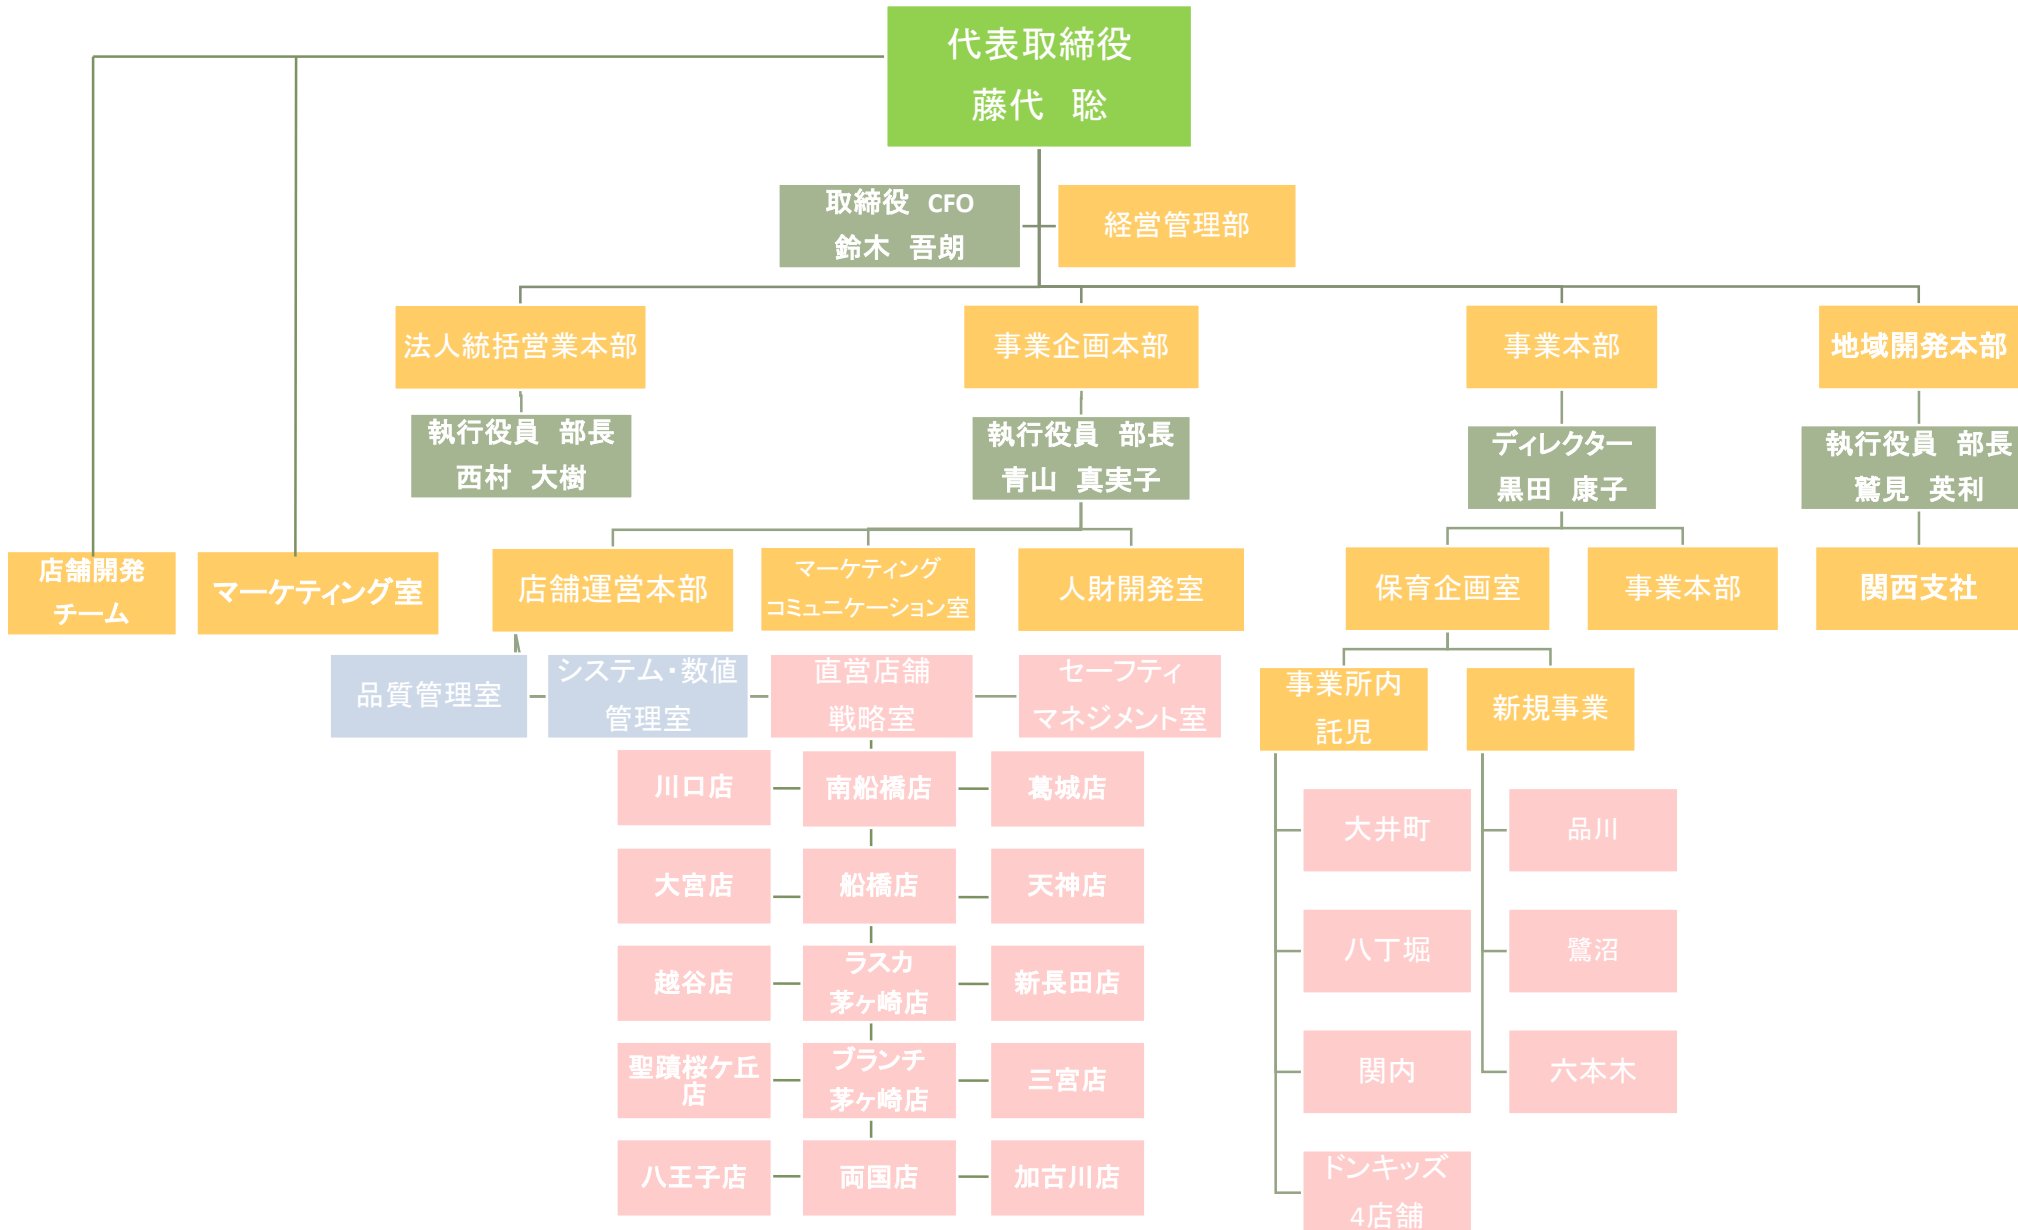 代表取締役
藤代　聡
取締役　CFO
鈴木　吾朗
経営管理部
法人統括営業本部
事業企画本部
事業本部
地域開発本部
執行役員　部長
西村　大樹
執行役員　部長
青山　真実子
ディレクター
黒田　康子
執行役員　部長
鷲見　英利
店舗開発
チーム
マーケティング室
店舗運営本部
マーケティング
コミュニケーション室
人財開発室
保育企画室
事業本部
関西支社
品質管理室
システム・数値
管理室
直営店舗
戦略室
セーフティ
マネジメント室
事業所内
託児
新規事業
川口店
南船橋店
葛城店
大宮店
船橋店
天神店
越谷店
ラスカ
茅ヶ崎店
新長田店
聖蹟桜ケ丘
店
ブランチ
茅ヶ崎店
三宮店
八王子店
両国店
加古川店
大井町
八丁堀
関内
ドンキッズ
4店舗
品川
鷺沼
六本木